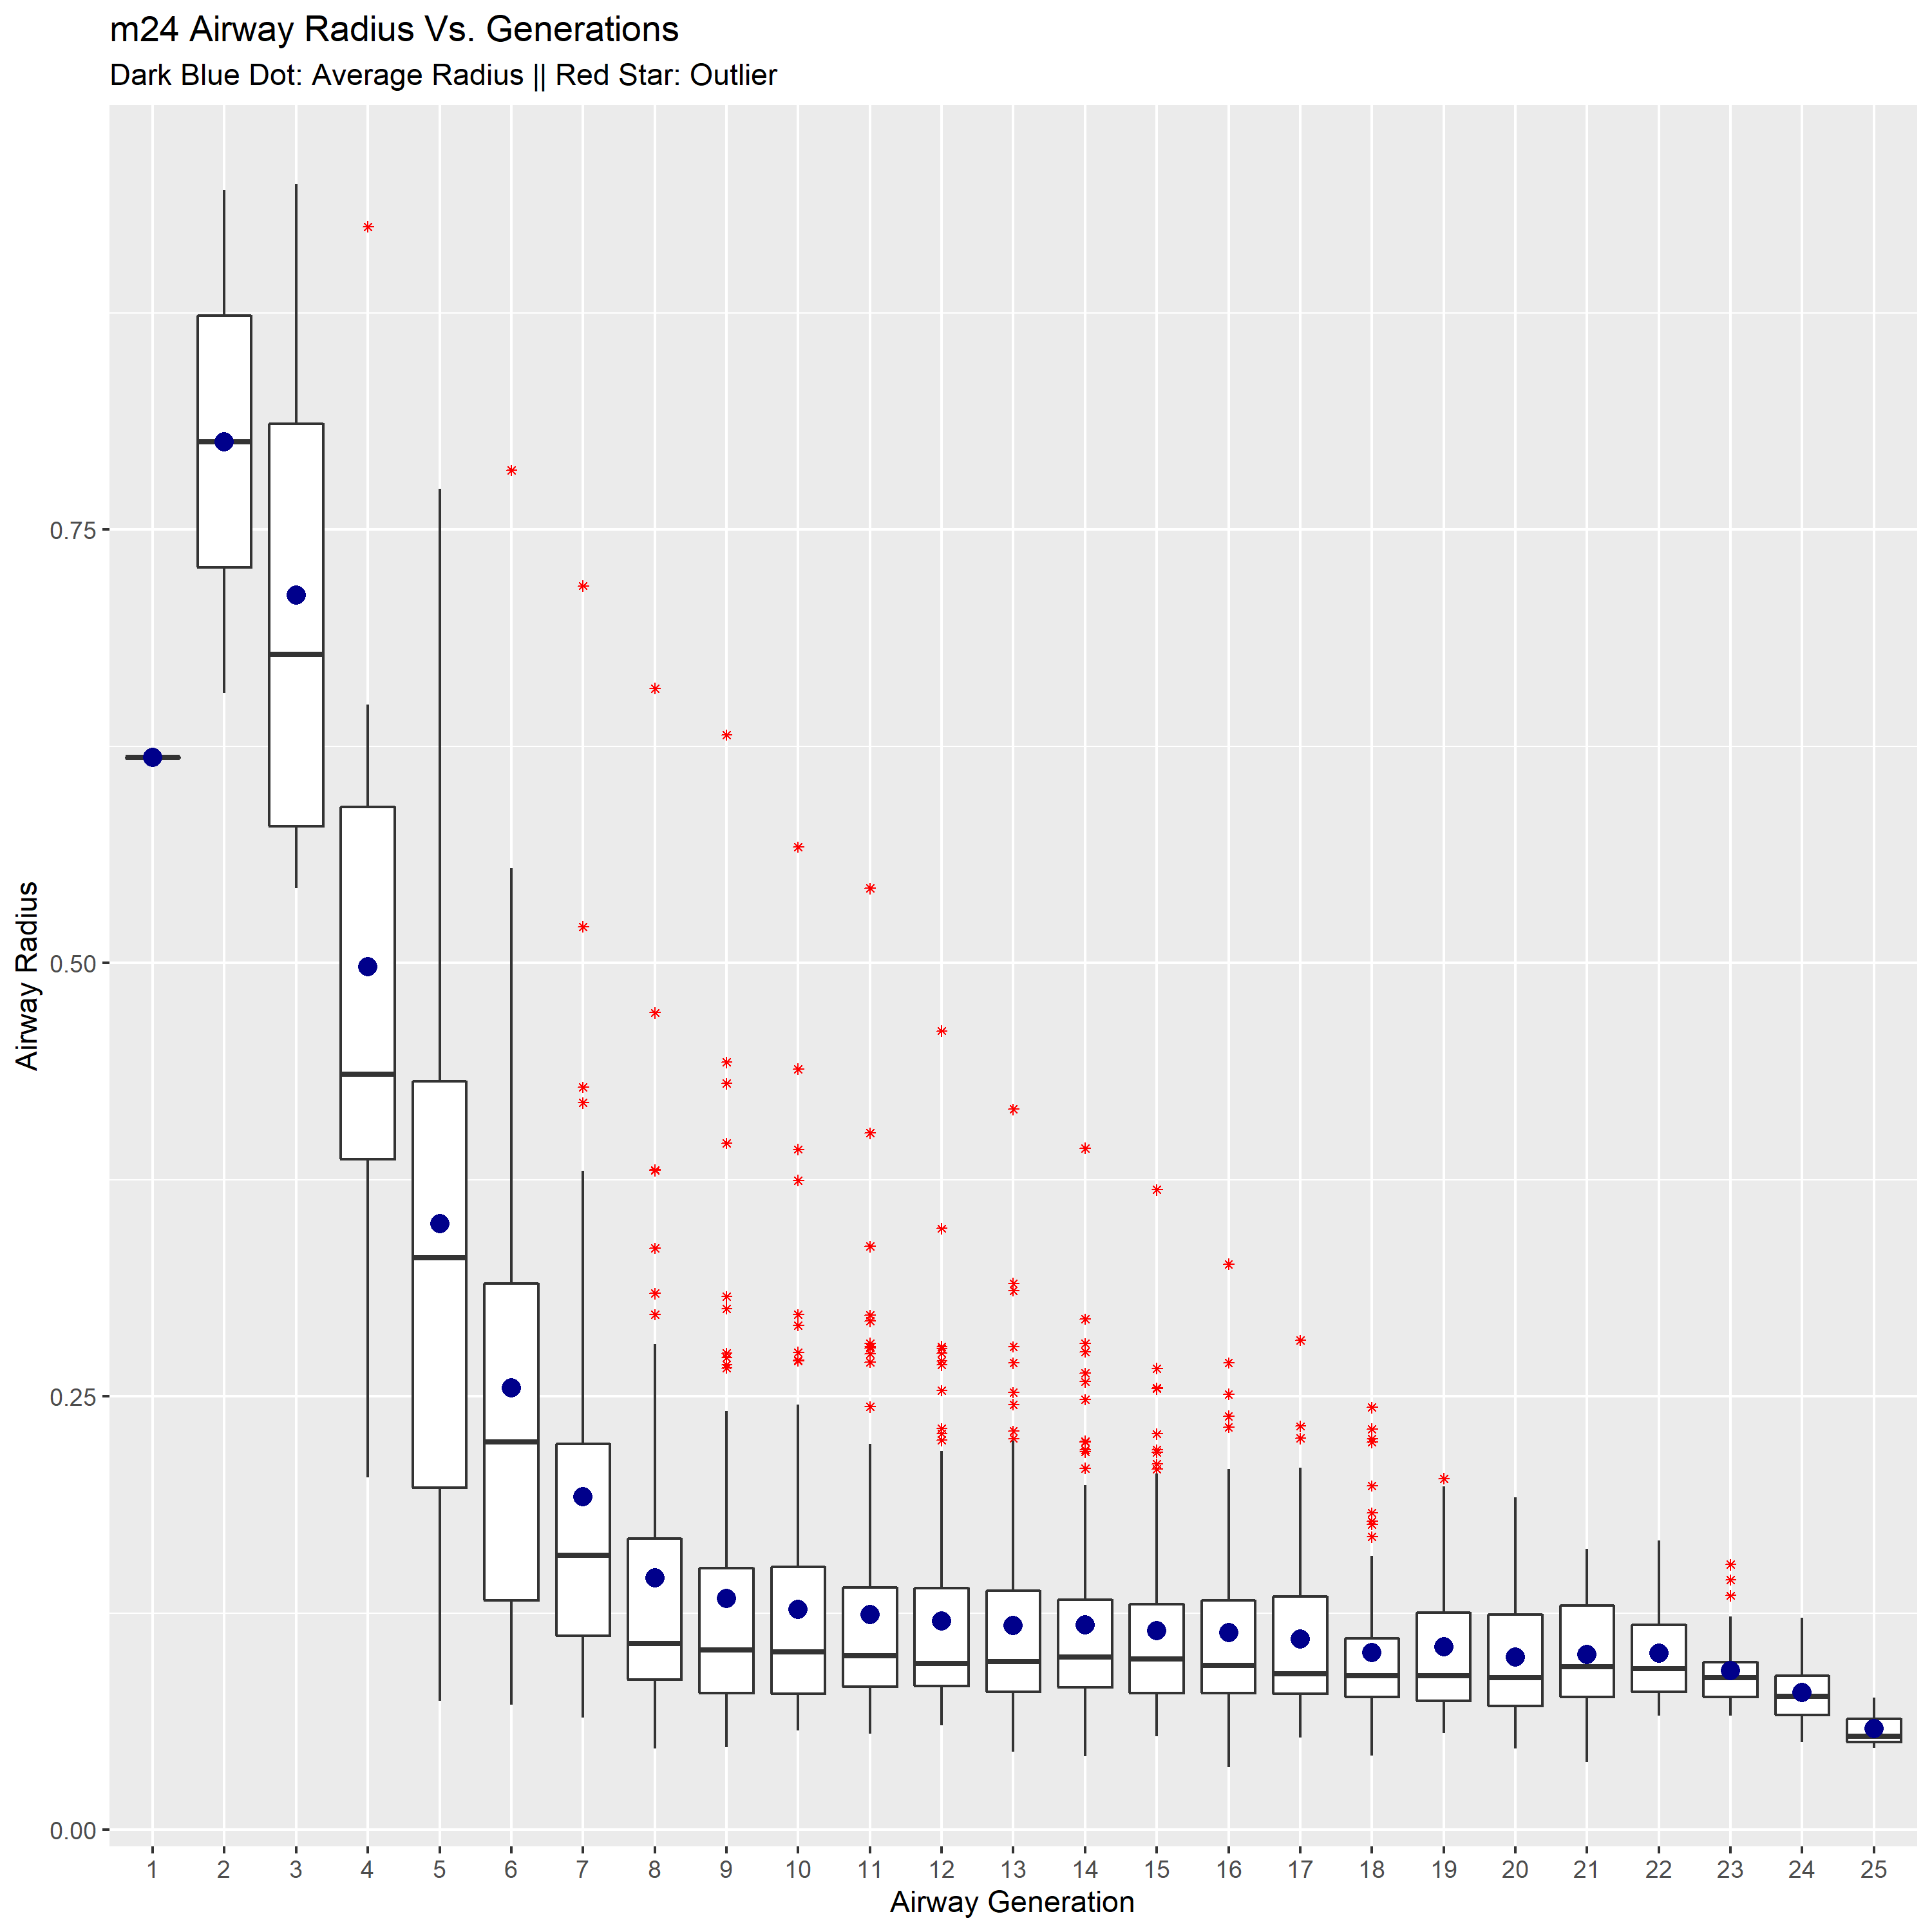 m24 Airway Radius Vs. Generations
Dark Blue Dot: Average Radius || Red Star: Outlier
Airway Radius
0.75
0.50
0.25
0.00
1 2 3 4 5 6 7 8 9 10 11 12 13 14 15 16 17 18 19 20 21 22 23 24 25
Airway Generation